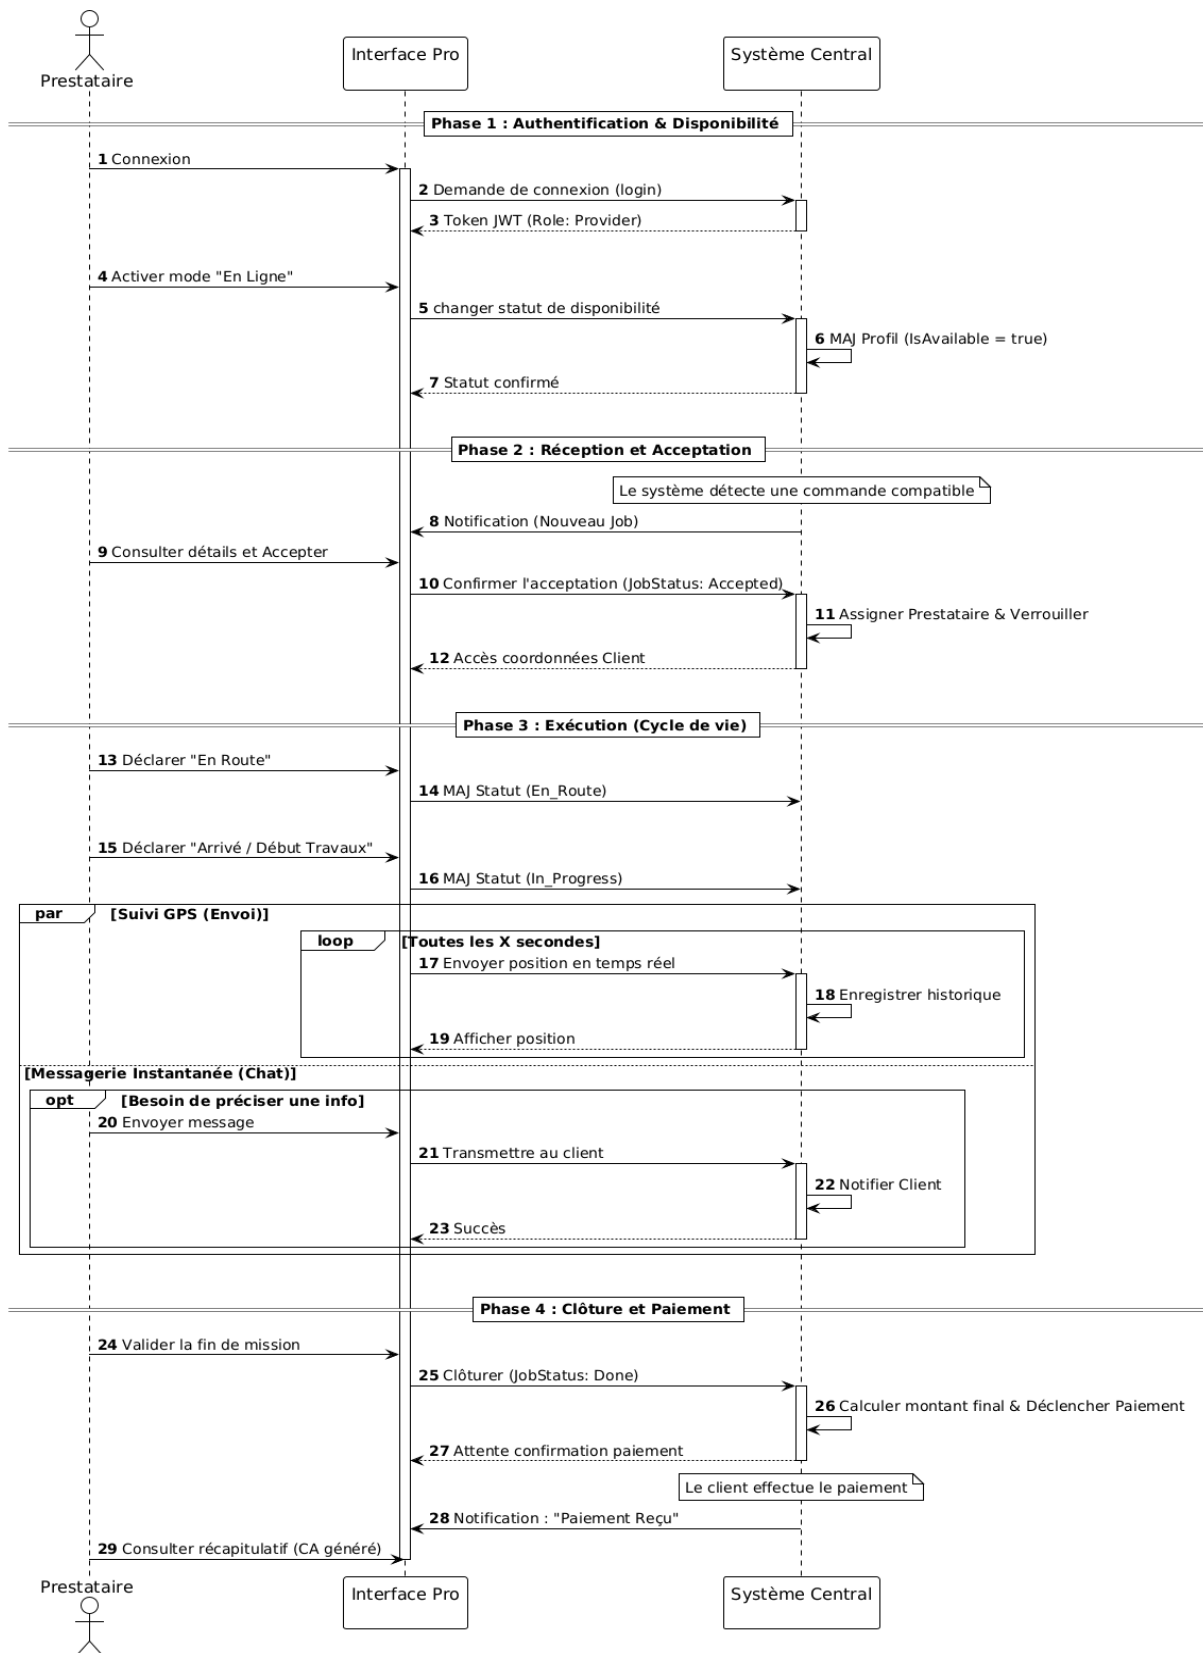 Prestataire
Interface Pro
Système Central
Phase 1 : Authentification & Disponibilité
1 Connexion
2 Demande de connexion (login)
3 Token JWT (Role: Provider)
4 Activer mode "En Ligne"
5 changer statut de disponibilité
6 MAJ Profil (IsAvailable = true)
7 Statut confirmé
Phase 2 : Réception et Acceptation
Le système détecte une commande compatible
8 Notification (Nouveau Job)
9 Consulter détails et Accepter
10 Confirmer l'acceptation (JobStatus: Accepted)
11 Assigner Prestataire & Verrouiller
12 Accès coordonnées Client
Phase 3 : Exécution (Cycle de vie)
13 Déclarer "En Route"
14 MAJ Statut (En_Route)
15 Déclarer "Arrivé / Début Travaux"
16 MAJ Statut (In_Progress)
par [Suivi GPS (Envoi)]
loop [Toutes les X secondes]
17 Envoyer position en temps réel
18 Enregistrer historique
19 Afficher position
[Messagerie Instantanée (Chat)]
opt [Besoin de préciser une info]
20 Envoyer message
21 Transmettre au client
22 Notifier Client
23 Succès
Phase 4 : Clôture et Paiement
24 Valider la fin de mission
25 Clôturer (JobStatus: Done)
26 Calculer montant final & Déclencher Paiement
27 Attente confirmation paiement
Le client effectue le paiement
28 Notification : "Paiement Reçu"
29 Consulter récapitulatif (CA généré)
Prestataire
Interface Pro
Système Central